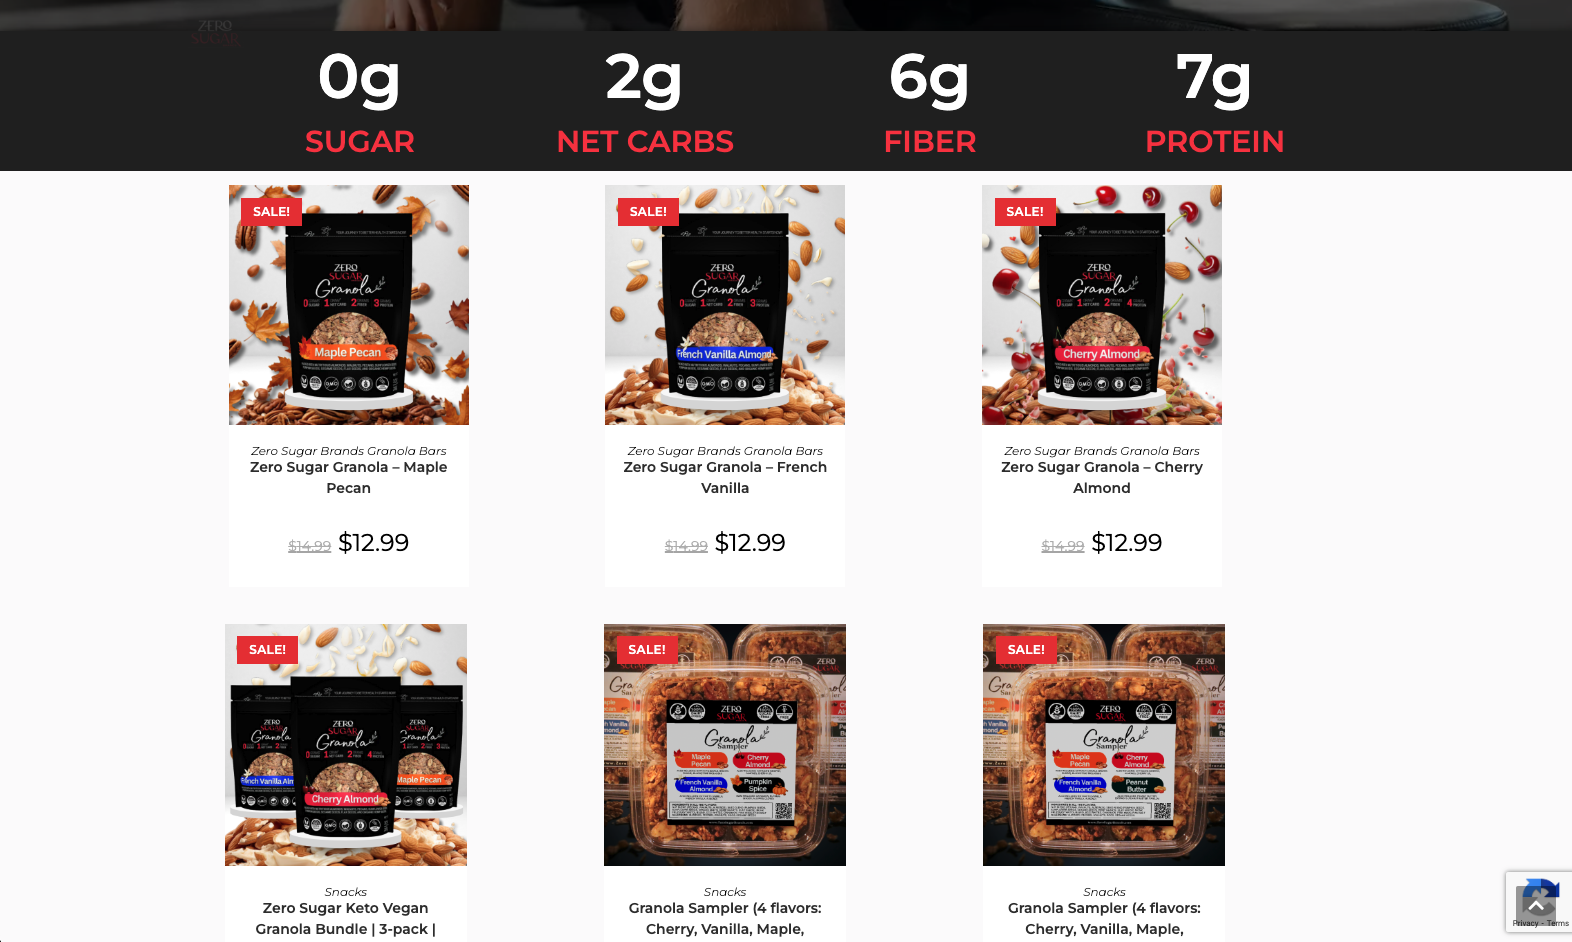 ZERO
SUGAR
0g
2g
6g
7g
SUGAR
NET CARBS
FIBER
PROTEIN
SALE!
ZERO
SUGAR
Granola
Maple Pecan
SALE!
ZERO
SUGAR
Granola
French Vanilla Almond
SALE!
ZERO
SUGAR
Granola
Cherry Almond
Zero Sugar Brands Granola Bars
Zero Sugar Granola – Maple
Pecan
$14.99 $12.99
Zero Sugar Brands Granola Bars
Zero Sugar Granola – French
Vanilla
$14.99 $12.99
Zero Sugar Brands Granola Bars
Zero Sugar Granola – Cherry
Almond
$14.99 $12.99
SALE!
ZERO
SUGAR
Granola
Cherry Almond
Maple Pecan
SALE!
ZERO
SUGAR
Granola
Sampler
Maple
Pecan
Cherry
Almond
French Vanilla
Almond
Pumpkin
Spice
SALE!
ZERO
SUGAR
Granola
Sampler
Maple
Pecan
Cherry
Almond
French Vanilla
Almond
Peanut
Butter
Snacks
Zero Sugar Keto Vegan
Granola Bundle | 3-pack |
Snacks
Granola Sampler (4 flavors:
Cherry, Vanilla, Maple,
Snacks
Granola Sampler (4 flavors:
Cherry, Vanilla, Maple,
Privacy - Terms